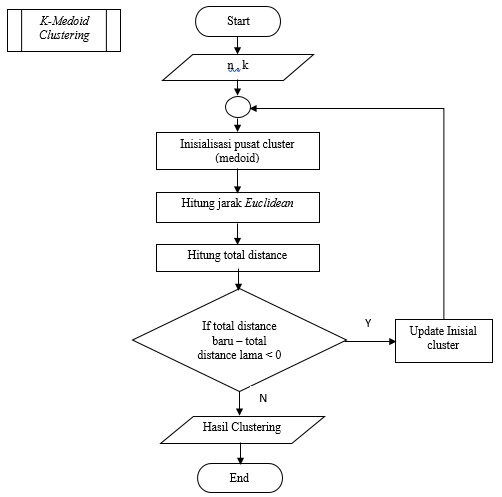 K-Medoid
Clustering
Start
n, k
Inisialisasi pusat cluster
(medoid)
Hitung jarak Euclidean
Hitung total distance
If total distance
baru – total
distance lama < 0
Y
Update Inisial
cluster
N
Hasil Clustering
End